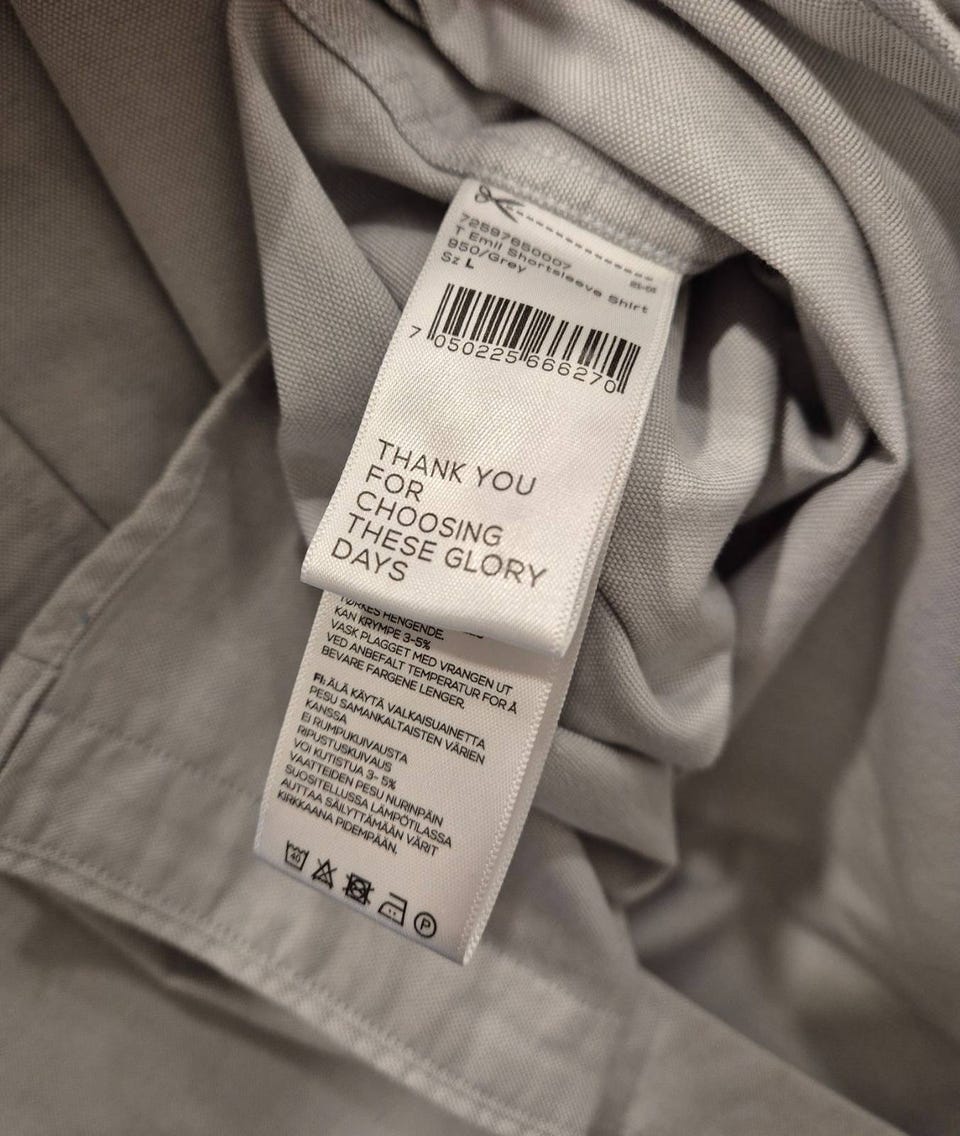 72597950007
T Emil Shortsleeve Shirt
950/Grey
Sz L
7 050225 666270
THANK YOU
FOR
CHOOSING
THESE GLORY
DAYS
TØRKES HENGENDE.
KAN KRYMPE 3-5%
VASK PLAGGET MED VRANGEN UT
VED ANBEFALT TEMPERATUR FOR Å
BEVARE FARGENE LENGER.
FI: ÄLÄ KÄYTÄ VALKAISUAINETTA
PESU SAMANKALTAISTEN VÄRIEN
KANSSA
EI RUMPUKUIVAUSTA
RIPUSTUSKUIVAUS
VOI KUTISTUA 3- 5%
VAATTEIDEN PESU NURINPÄIN
SUOSITELLUSSA LÄMPÖTILASSA
AUTTAA SÄILYTTÄMÄÄN VÄRIT
KIRKKAANA PIDEMPÄÄN.
40
P